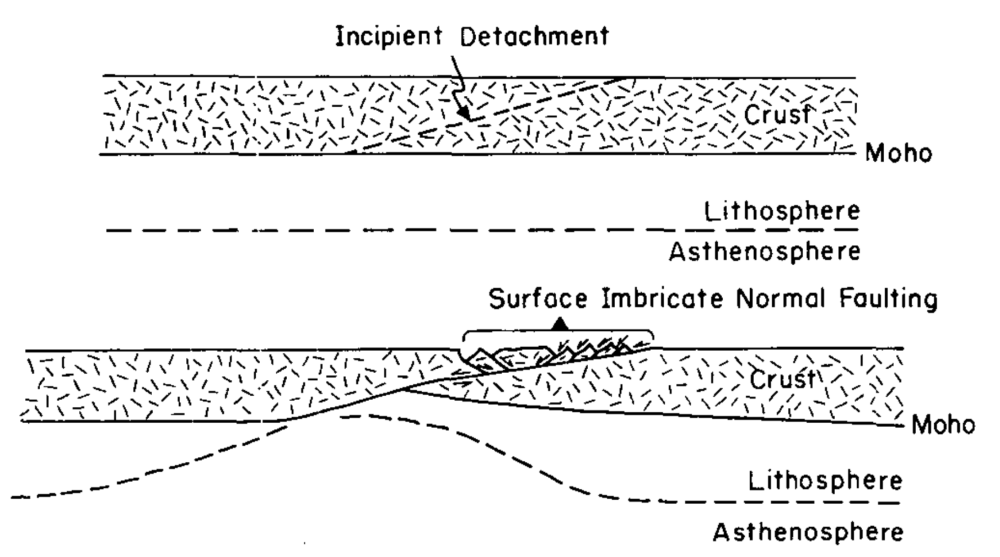 Incipient Detachment
Crust
Moho
Lithosphere
Asthenosphere
Surface Imbricate Normal Faulting
Crust
Moho
Lithosphere
Asthenosphere